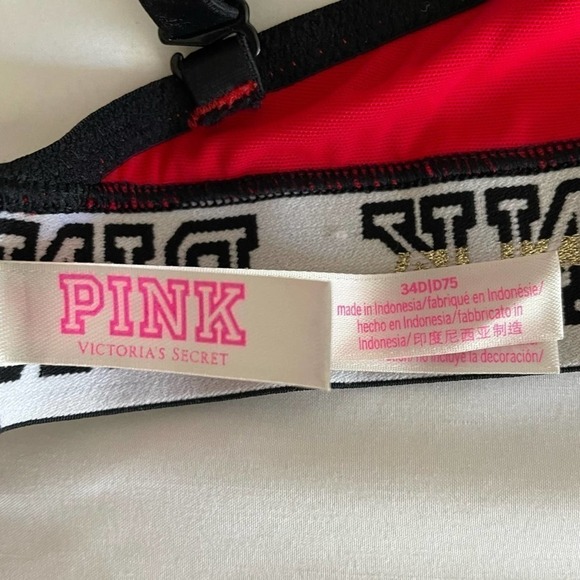 PINK
VICTORIA'S SECRET
34D|D75
made in Indonesia/fabriqué en Indonésie/
hecho en Indonesia/fabbricato in
Indonesia/印度尼西亚制造
no incluye la decoración/